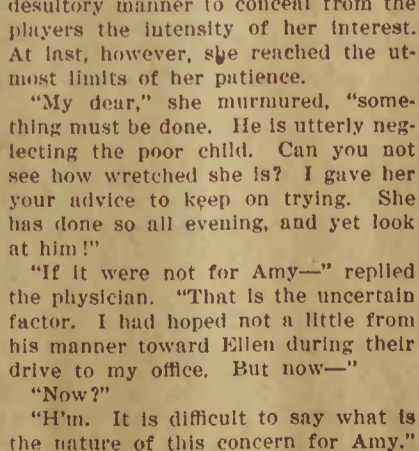 desultory manner to conceal from the
players the intensity of her interest.
At last, however, she reached the ut-
most limits of her patience.
"My dear," she murmured, "some-
thing must be done. He is utterly neg-
lecting the poor child. Can you not
see how wretched she is? I gave her
your advice to keep on trying. She
has done so all evening, and yet look
at him!"
"If it were not for Amy—" replied
the physician. "That is the uncertain
factor. I had hoped not a little from
his manner toward Ellen during their
drive to my office. But now—"
"Now?"
"H'm. It is difficult to say what is
the nature of this concern for Amy."